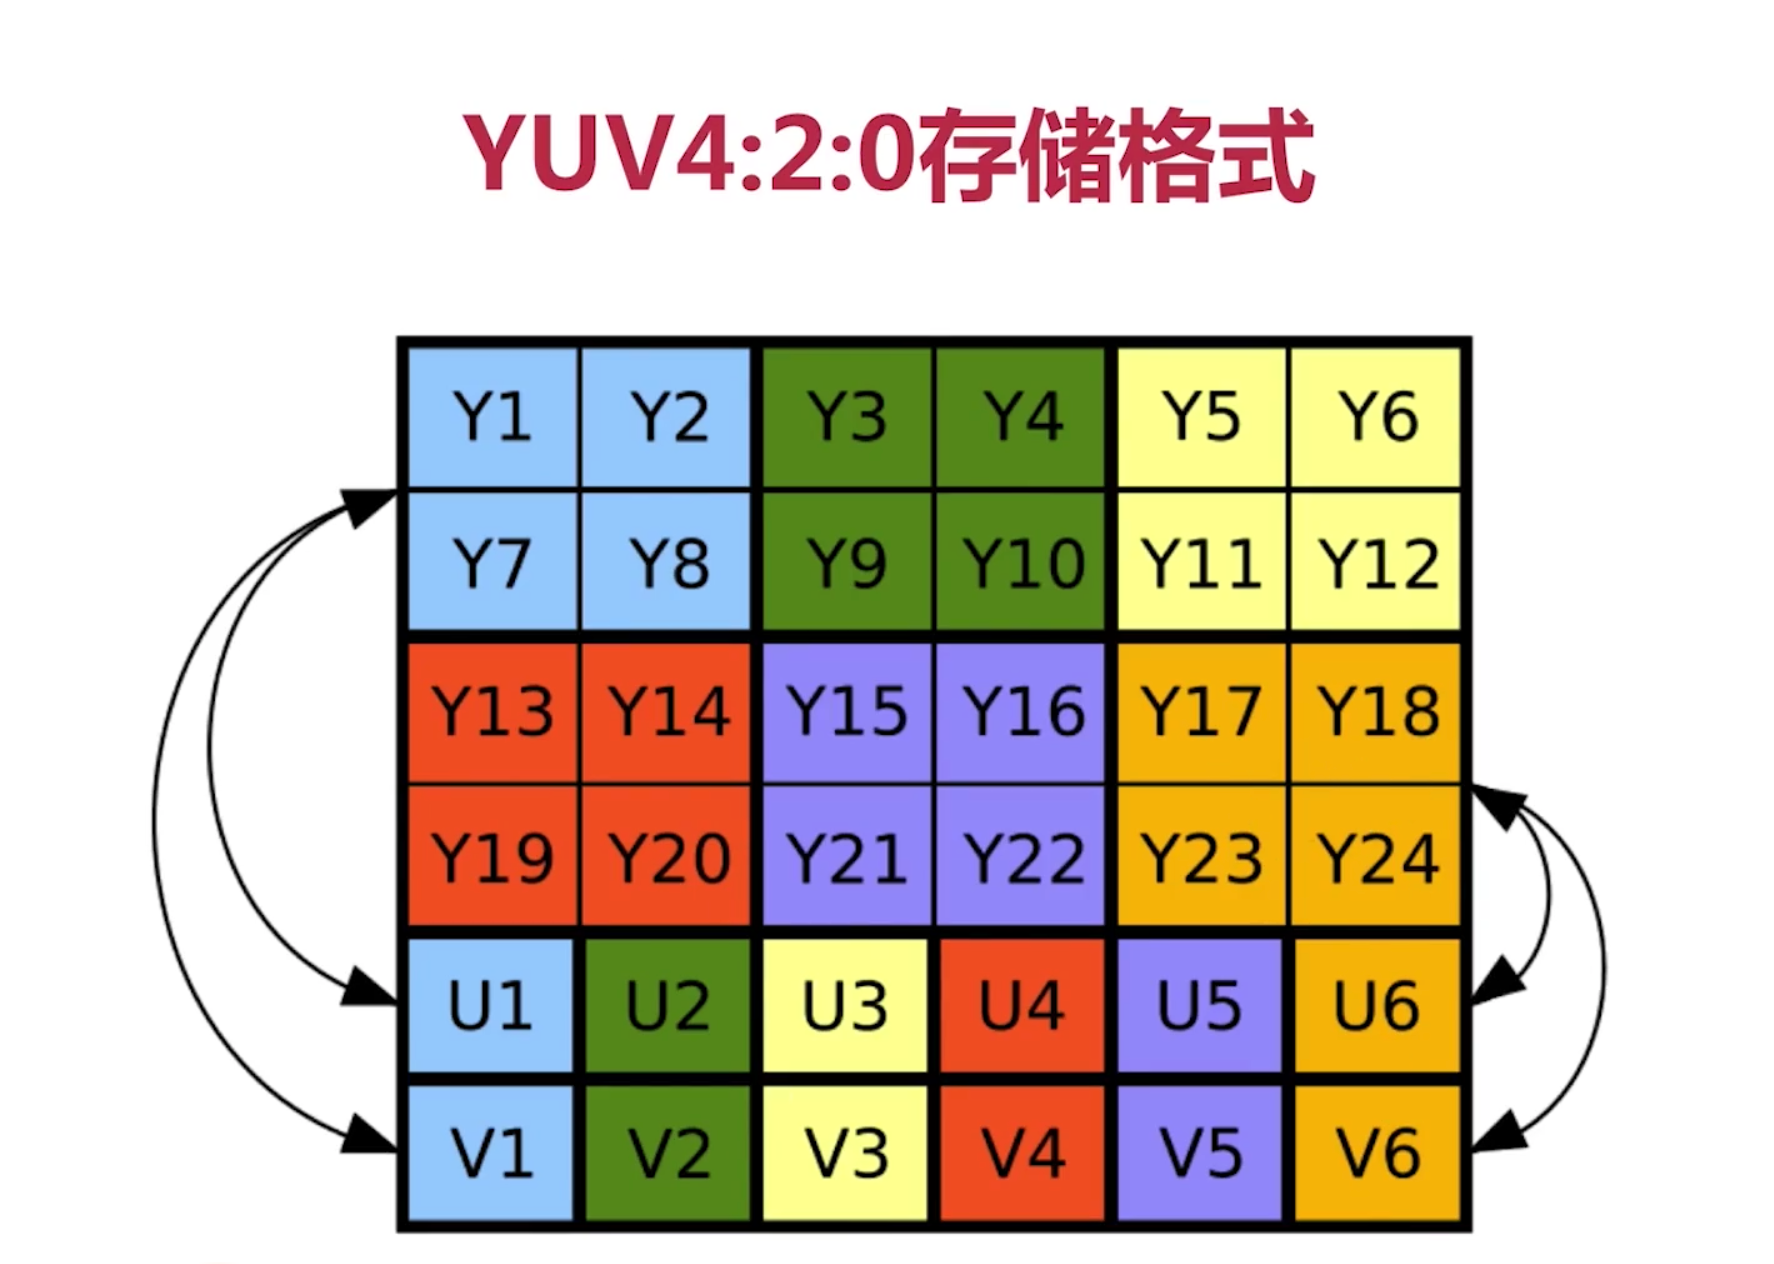 YUV4:2:0存储格式
Y1 Y2 Y3 Y4 Y5 Y6
Y7 Y8 Y9 Y10 Y11 Y12
Y13 Y14 Y15 Y16 Y17 Y18
Y19 Y20 Y21 Y22 Y23 Y24
U1 U2 U3 U4 U5 U6
V1 V2 V3 V4 V5 V6